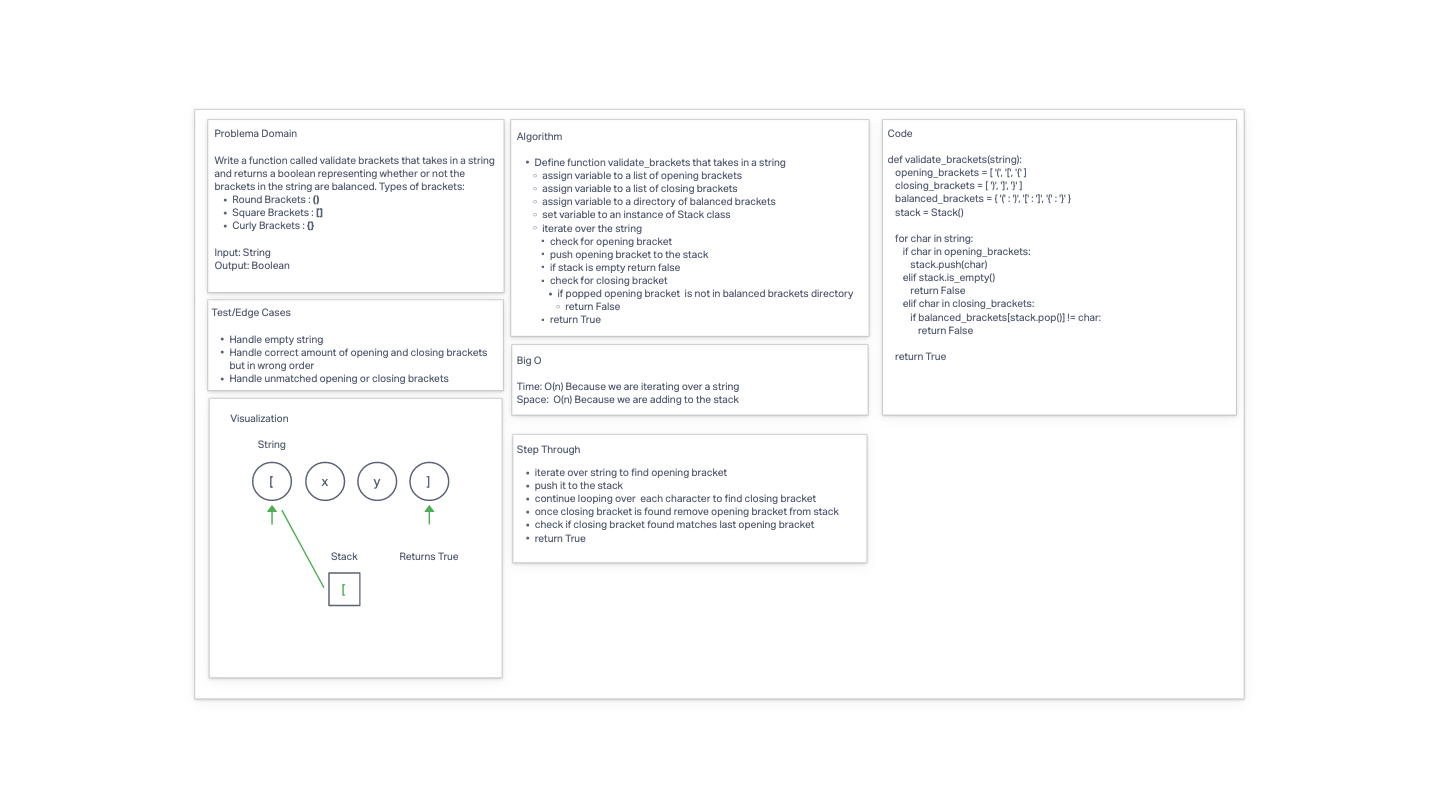 Problema Domain
Write a function called validate brackets that takes in a string
and returns a boolean representing whether or not the
brackets in the string are balanced. Types of brackets:
• Round Brackets : ()
• Square Brackets : []
• Curly Brackets : {}
Input: String
Output: Boolean
Test/Edge Cases
• Handle empty string
• Handle correct amount of opening and closing brackets
but in wrong order
• Handle unmatched opening or closing brackets
Visualization
String
[ x y ]
Stack Returns True
[
Algorithm
• Define function validate_brackets that takes in a string
○ assign variable to a list of opening brackets
○ assign variable to a list of closing brackets
○ assign variable to a directory of balanced brackets
○ set variable to an instance of Stack class
○ iterate over the string
• check for opening bracket
• push opening bracket to the stack
• if stack is empty return false
• check for closing bracket
• if popped opening bracket is not in balanced brackets directory
○ return False
• return True
Big O
Time: O(n) Because we are iterating over a string
Space: O(n) Because we are adding to the stack
Step Through
• iterate over string to find opening bracket
• push it to the stack
• continue looping over each character to find closing bracket
• once closing bracket is found remove opening bracket from stack
• check if closing bracket found matches last opening bracket
• return True
Code
def validate_brackets(string):
opening_brackets = [ '(', '[', '{' ]
closing_brackets = [ ')', ']', '}' ]
balanced_brackets = { '(' : ')', '[' : ']', '{' : '}' }
stack = Stack()
for char in string:
if char in opening_brackets:
stack.push(char)
elif stack.is_empty()
return False
elif char in closing_brackets:
if balanced_brackets[stack.pop()] != char:
return False
return True